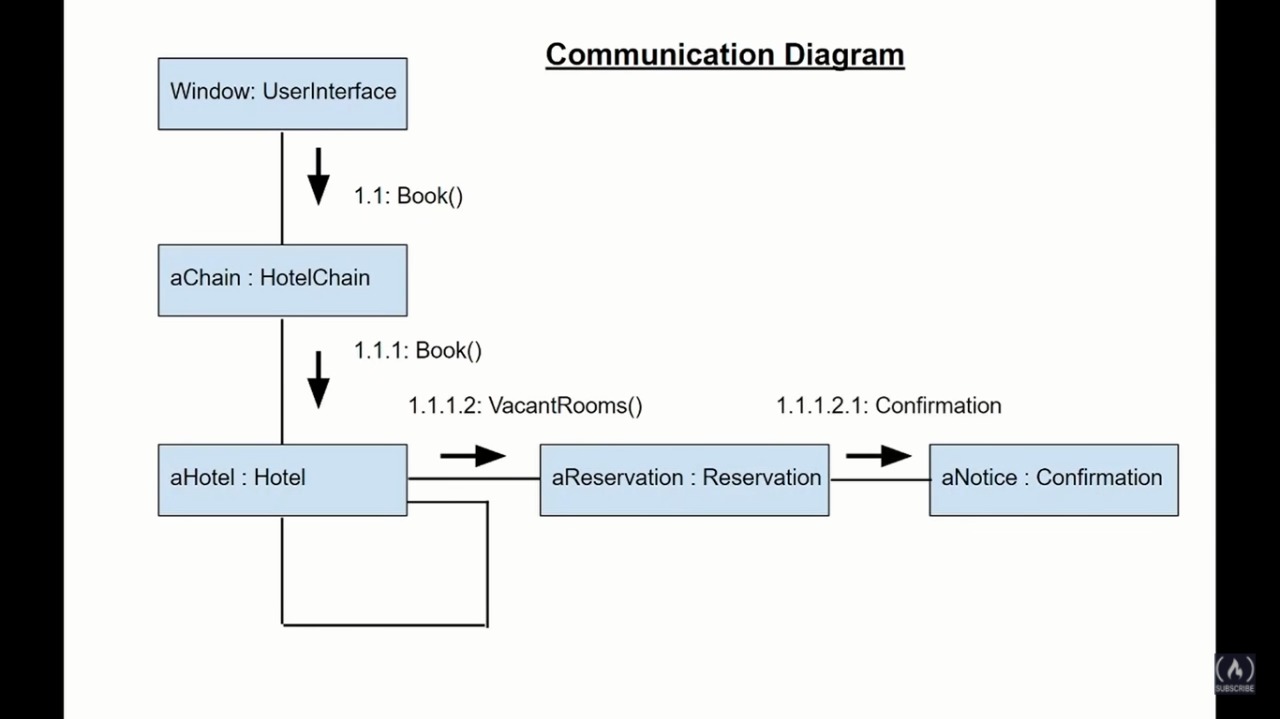 Communication Diagram
Window: UserInterface
1.1: Book()
aChain : HotelChain
1.1.1: Book()
1.1.1.2: VacantRooms()
1.1.1.2.1: Confirmation
aHotel : Hotel
aReservation : Reservation
aNotice : Confirmation
SUBSCRIBE